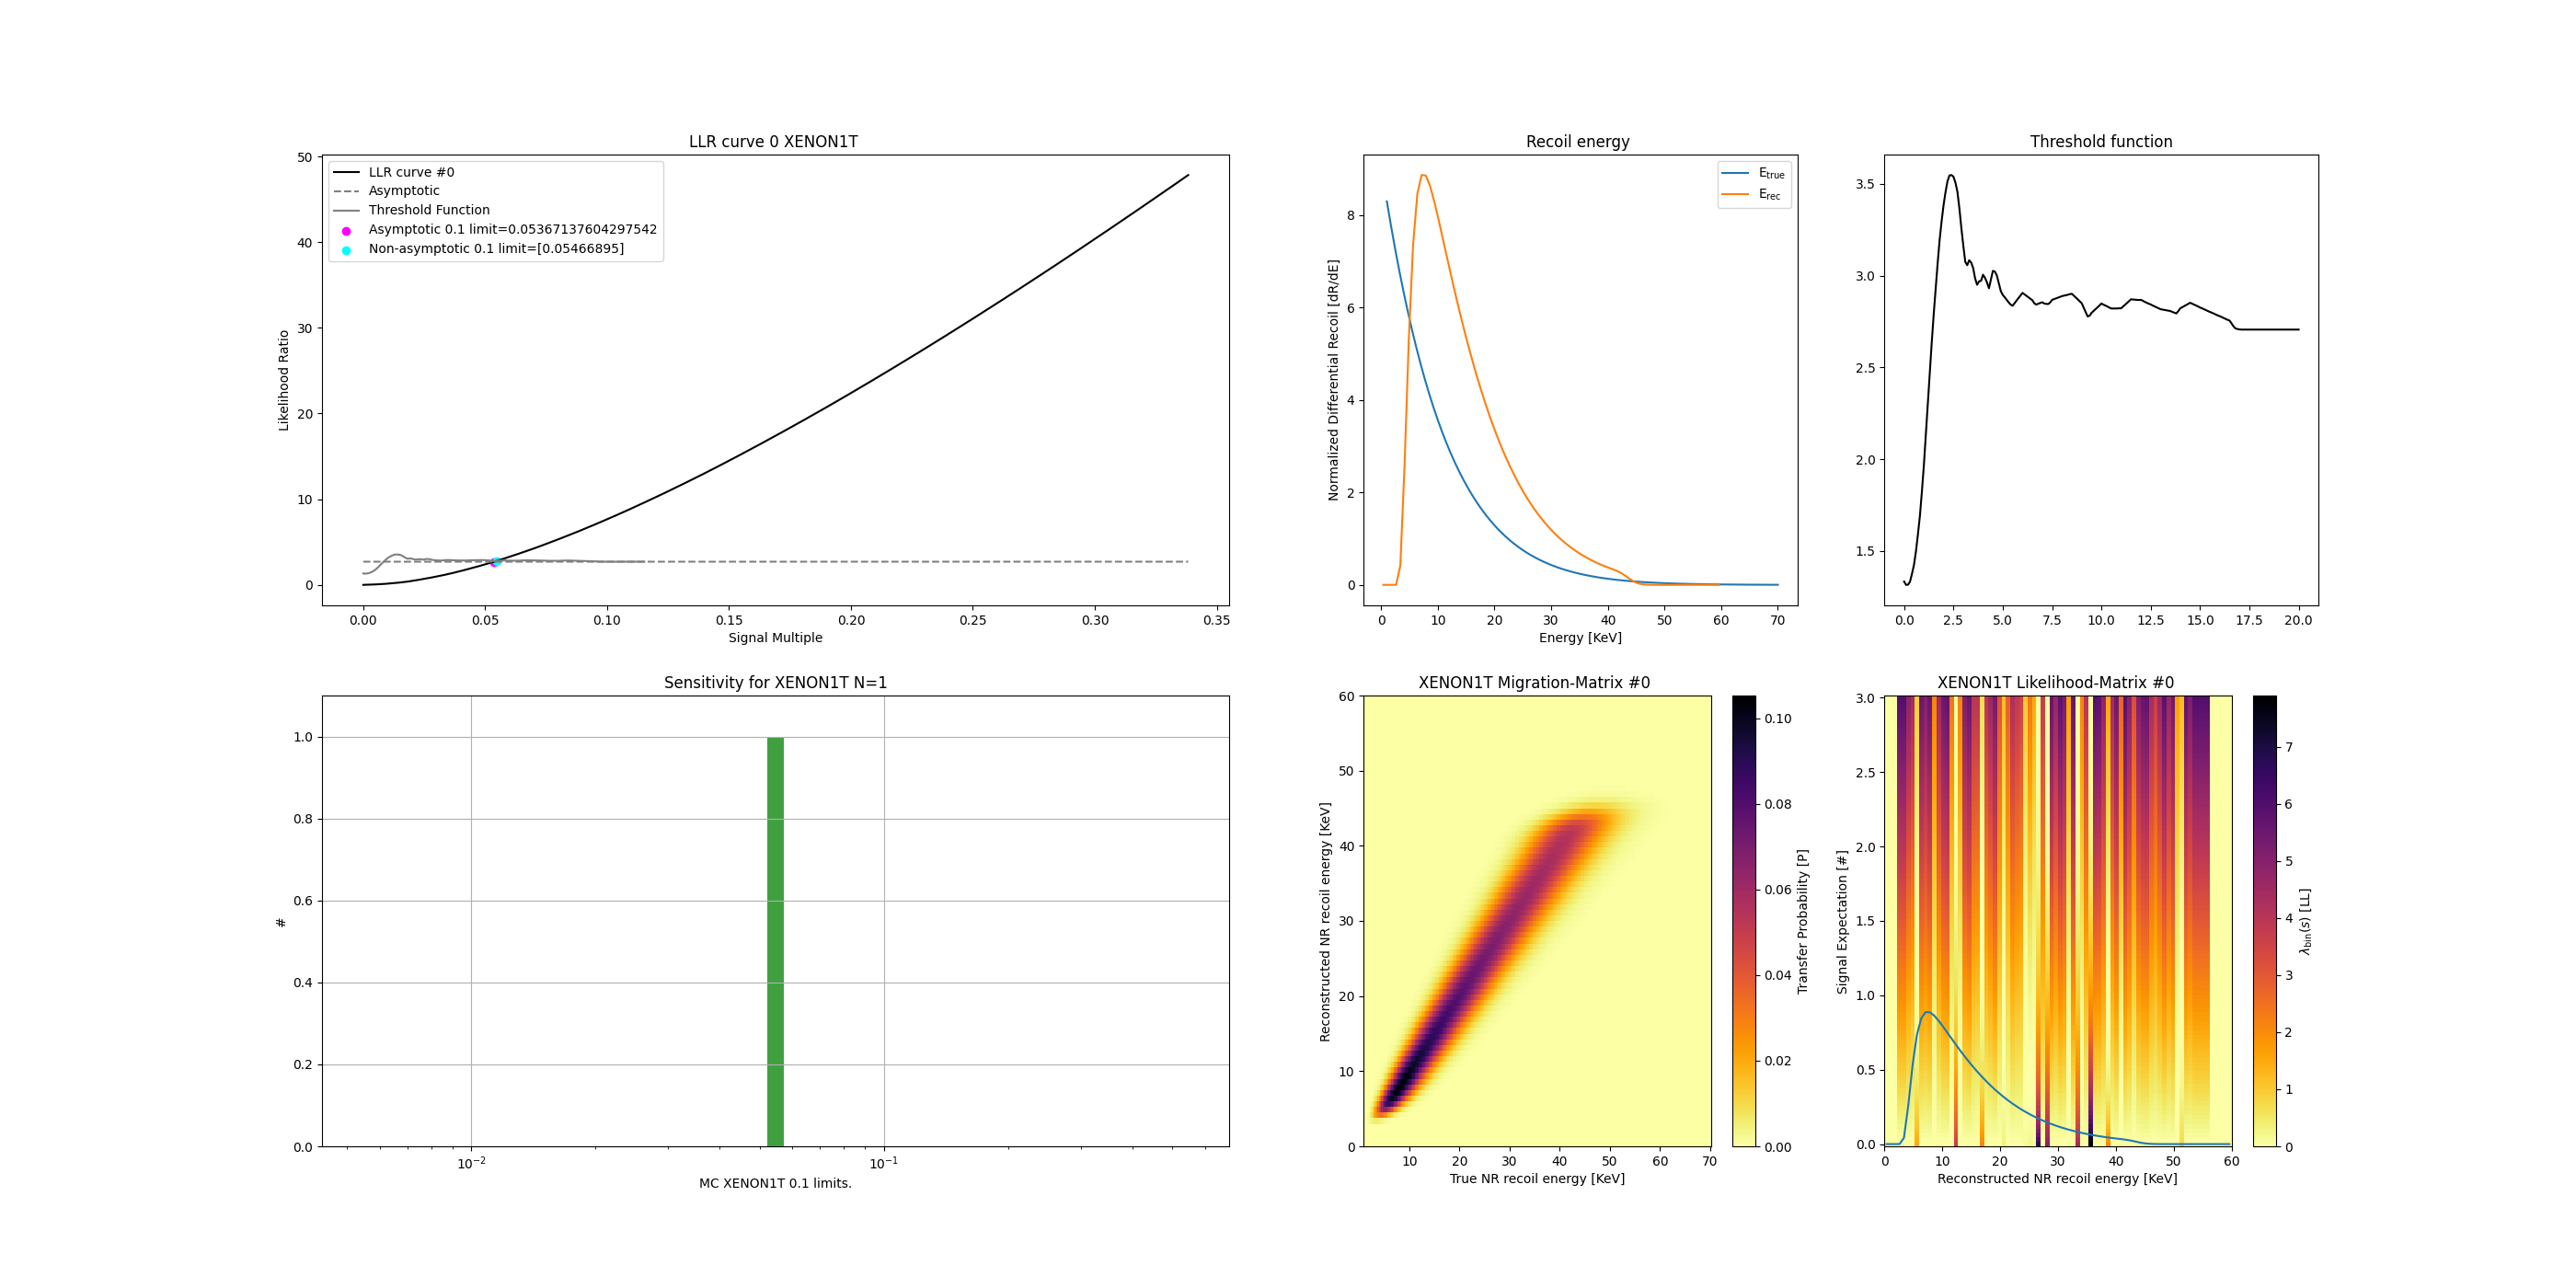 LLR curve 0 XENON1T
50
40
30
20
10
0
Likelihood Ratio
LLR curve #0
Asymptotic
Threshold Function
Asymptotic 0.1 limit=0.05367137604297542
Non-asymptotic 0.1 limit=[0.05466895]
0.00 0.05 0.10 0.15 0.20 0.25 0.30 0.35
Signal Multiple
Recoil energy
8
6
4
2
0
Normalized Differential Recoil [dR/dE]
E_true
E_rec
0 10 20 30 40 50 60 70
Energy [KeV]
Threshold function
3.5
3.0
2.5
2.0
1.5
0.0 2.5 5.0 7.5 10.0 12.5 15.0 17.5 20.0
Sensitivity for XENON1T N=1
1.0
0.8
0.6
0.4
0.2
0.0
#
10⁻² 10⁻¹
MC XENON1T 0.1 limits.
XENON1T Migration-Matrix #0
60
50
40
30
20
10
0
Reconstructed NR recoil energy [KeV]
10 20 30 40 50 60 70
True NR recoil energy [KeV]
0.10
0.08
0.06
0.04
0.02
0.00
Transfer Probability [P]
XENON1T Likelihood-Matrix #0
3.0
2.5
2.0
1.5
1.0
0.5
0.0
Signal Expectation [#]
0 10 20 30 40 50 60
Reconstructed NR recoil energy [KeV]
7
6
5
4
3
2
1
0
λ_bin(s) [LL]